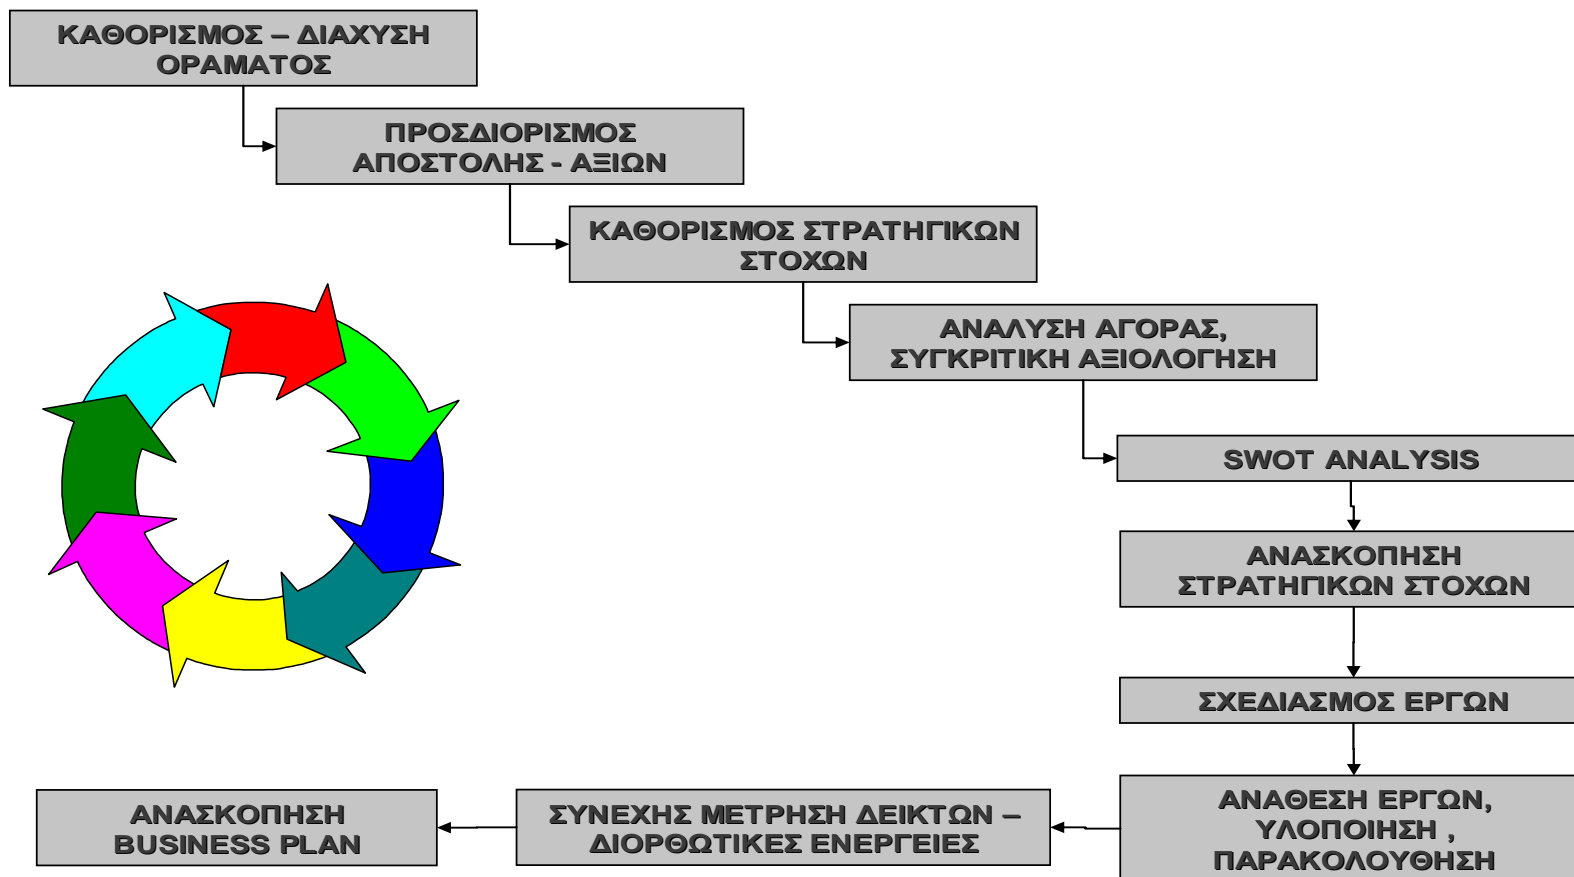 ΚΑΘΟΡΙΣΜΟΣ – ΔΙΑΧΥΣΗ
ΟΡΑΜΑΤΟΣ
ΠΡΟΣΔΙΟΡΙΣΜΟΣ
ΑΠΟΣΤΟΛΗΣ - ΑΞΙΩΝ
ΚΑΘΟΡΙΣΜΟΣ ΣΤΡΑΤΗΓΙΚΩΝ
ΣΤΟΧΩΝ
ΑΝΑΛΥΣΗ ΑΓΟΡΑΣ,
ΣΥΓΚΡΙΤΙΚΗ ΑΞΙΟΛΟΓΗΣΗ
SWOT ANALYSIS
ΑΝΑΣΚΟΠΗΣΗ
ΣΤΡΑΤΗΓΙΚΩΝ ΣΤΟΧΩΝ
ΣΧΕΔΙΑΣΜΟΣ ΕΡΓΩΝ
ΑΝΑΘΕΣΗ ΕΡΓΩΝ,
ΥΛΟΠΟΙΗΣΗ ,
ΠΑΡΑΚΟΛΟΥΘΗΣΗ
ΣΥΝΕΧΗΣ ΜΕΤΡΗΣΗ ΔΕΙΚΤΩΝ –
ΔΙΟΡΘΩΤΙΚΕΣ ΕΝΕΡΓΕΙΕΣ
ΑΝΑΣΚΟΠΗΣΗ
BUSINESS PLAN